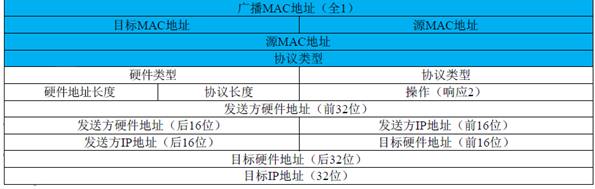 广播MAC地址（全1）
目标MAC地址 源MAC地址
源MAC地址
协议类型
硬件类型 协议类型
硬件地址长度 协议长度 操作（响应2）
发送方硬件地址（前32位）
发送方硬件地址（后16位） 发送方IP地址（前16位）
发送方IP地址（后16位） 目标硬件地址（前16位）
目标硬件地址（后32位）
目标IP地址（32位）